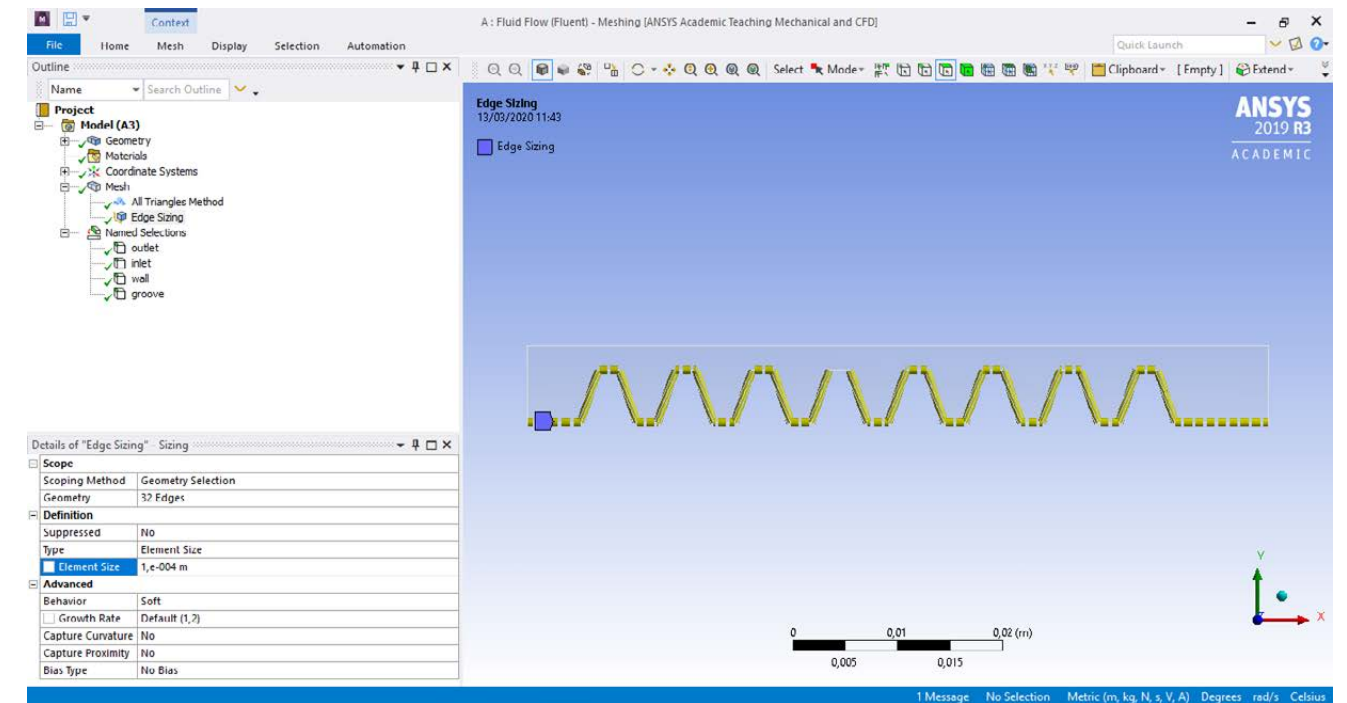 Context
A : Fluid Flow (Fluent) - Meshing [ANSYS Academic Teaching Mechanical and CFD]
File Home Mesh Display Selection Automation
Quick Launch
Outline
Select Mode Clipboard [ Empty ] Extend
Name Search Outline
Project
Model (A3)
Geometry
Materials
Coordinate Systems
Mesh
All Triangles Method
Edge Sizing
Named Selections
outlet
inlet
wall
groove
Edge Sizing
13/03/2020 11:43
Edge Sizing
ANSYS
2019 R3
ACADEMIC
Details of "Edge Sizing" - Sizing
Scope
Scoping Method Geometry Selection
Geometry 32 Edges
Definition
Suppressed No
Type Element Size
Element Size 1,e-004 m
Advanced
Behavior Soft
Growth Rate Default (1,2)
Capture Curvature No
Capture Proximity No
Bias Type No Bias
Y
X
0 0,01 0,02 (m)
0,005 0,015
1 Message No Selection Metric (m, kg, N, s, V, A) Degrees rad/s Celsius